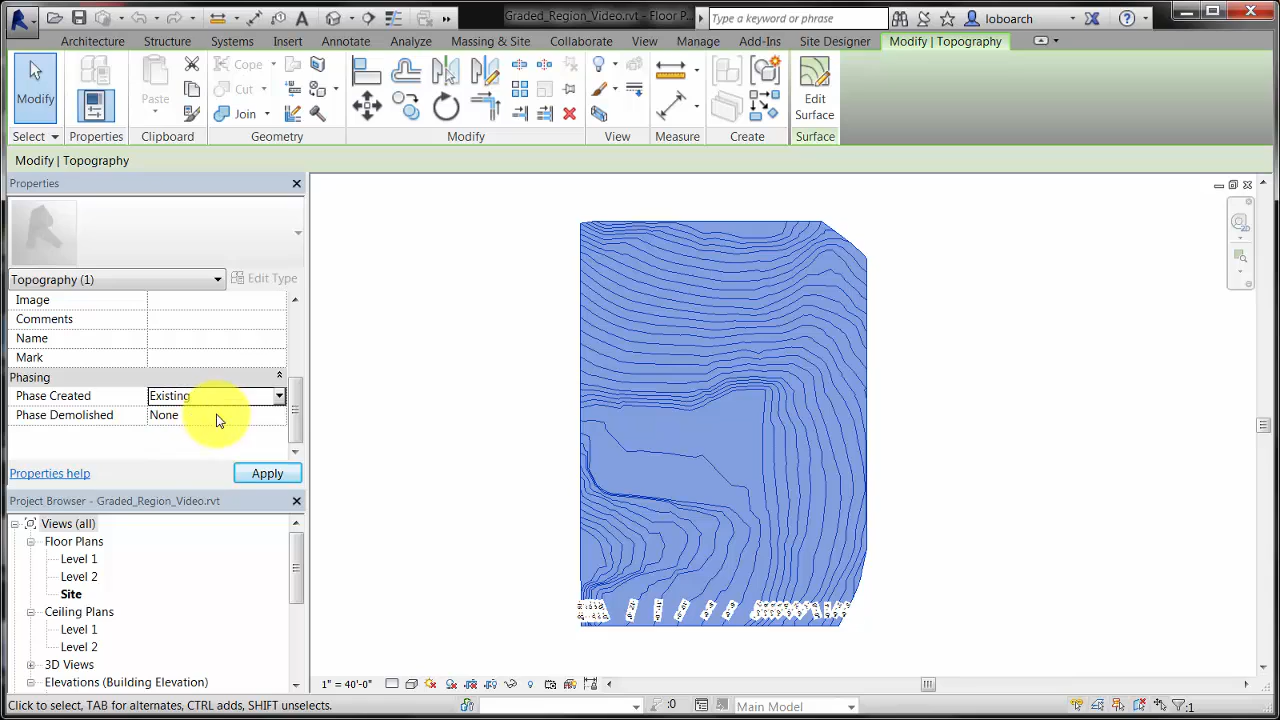 Graded_Region_Video.rvt - Floor P...
Type a keyword or phrase
loboarch
Architecture Structure Systems Insert Annotate Analyze Massing & Site Collaborate View Manage Add-Ins Site Designer Modify | Topography
Modify
Paste
Cope
Cut
Join
Edit
Surface
Select Properties Clipboard Geometry Modify View Measure Create Surface
Modify | Topography
Properties
Topography (1) Edit Type
Image
Comments
Name
Mark
Phasing
Phase Created Existing
Phase Demolished None
Properties help Apply
Project Browser - Graded_Region_Video.rvt
Views (all)
Floor Plans
Level 1
Level 2
Site
Ceiling Plans
Level 1
Level 2
3D Views
Elevations (Building Elevation)
1" = 40'-0"
Click to select, TAB for alternates, CTRL adds, SHIFT unselects. :0 Main Model :1